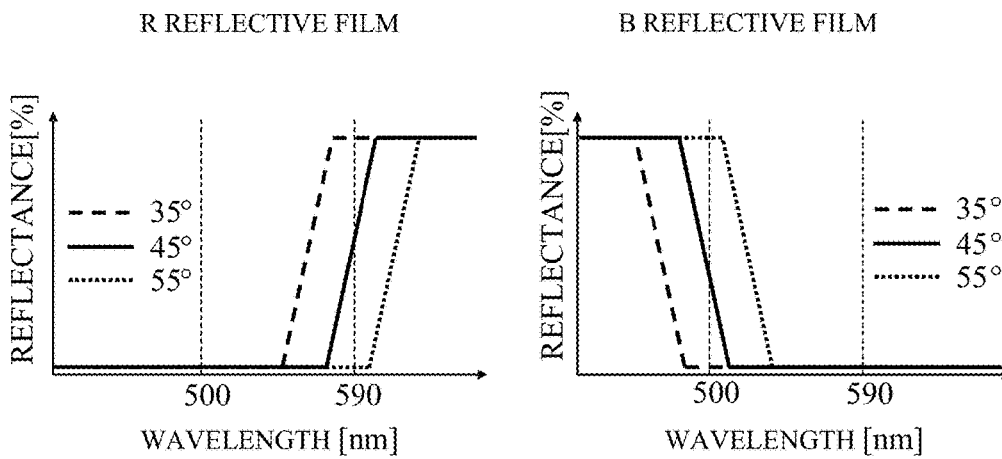 R REFLECTIVE FILM
REFLECTANCE[%]
35°
45°
55°
500
590
WAVELENGTH [nm]
B REFLECTIVE FILM
REFLECTANCE[%]
35°
45°
55°
500
590
WAVELENGTH [nm]